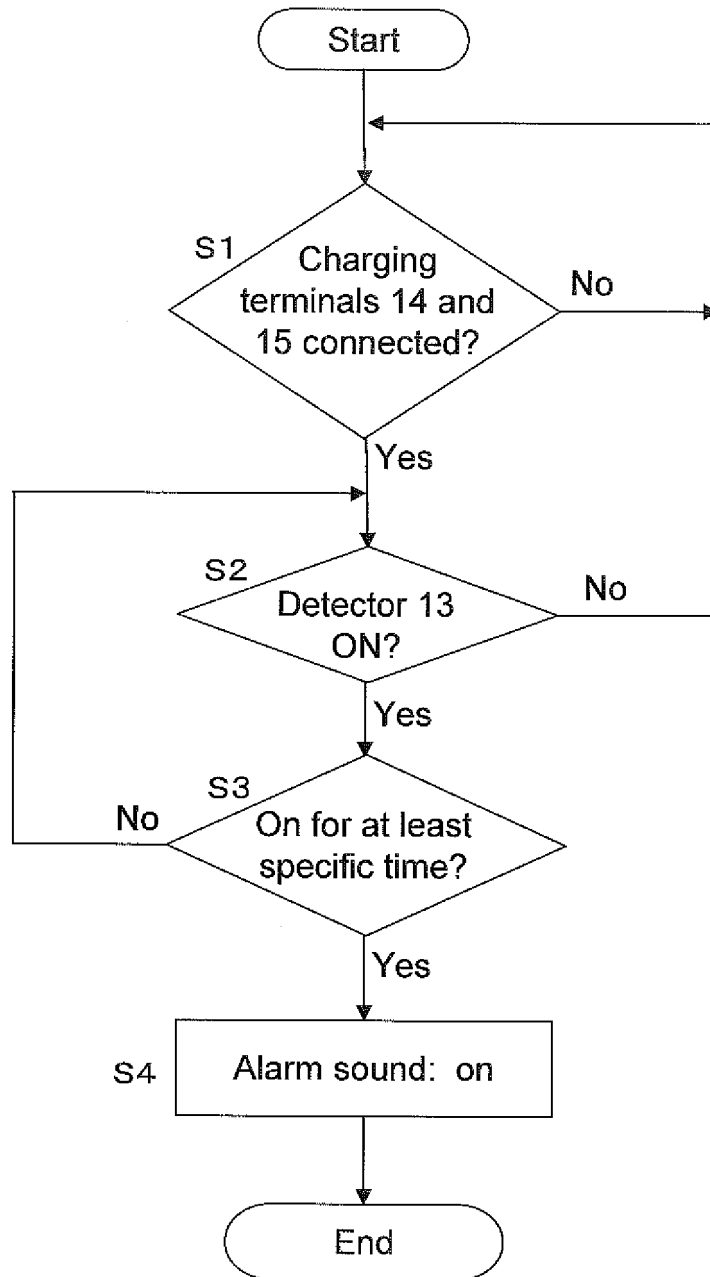 Start
S1
Charging
terminals 14 and
15 connected?
No
Yes
S2
Detector 13
ON?
No
Yes
S3
No
On for at least
specific time?
Yes
S4
Alarm sound: on
End